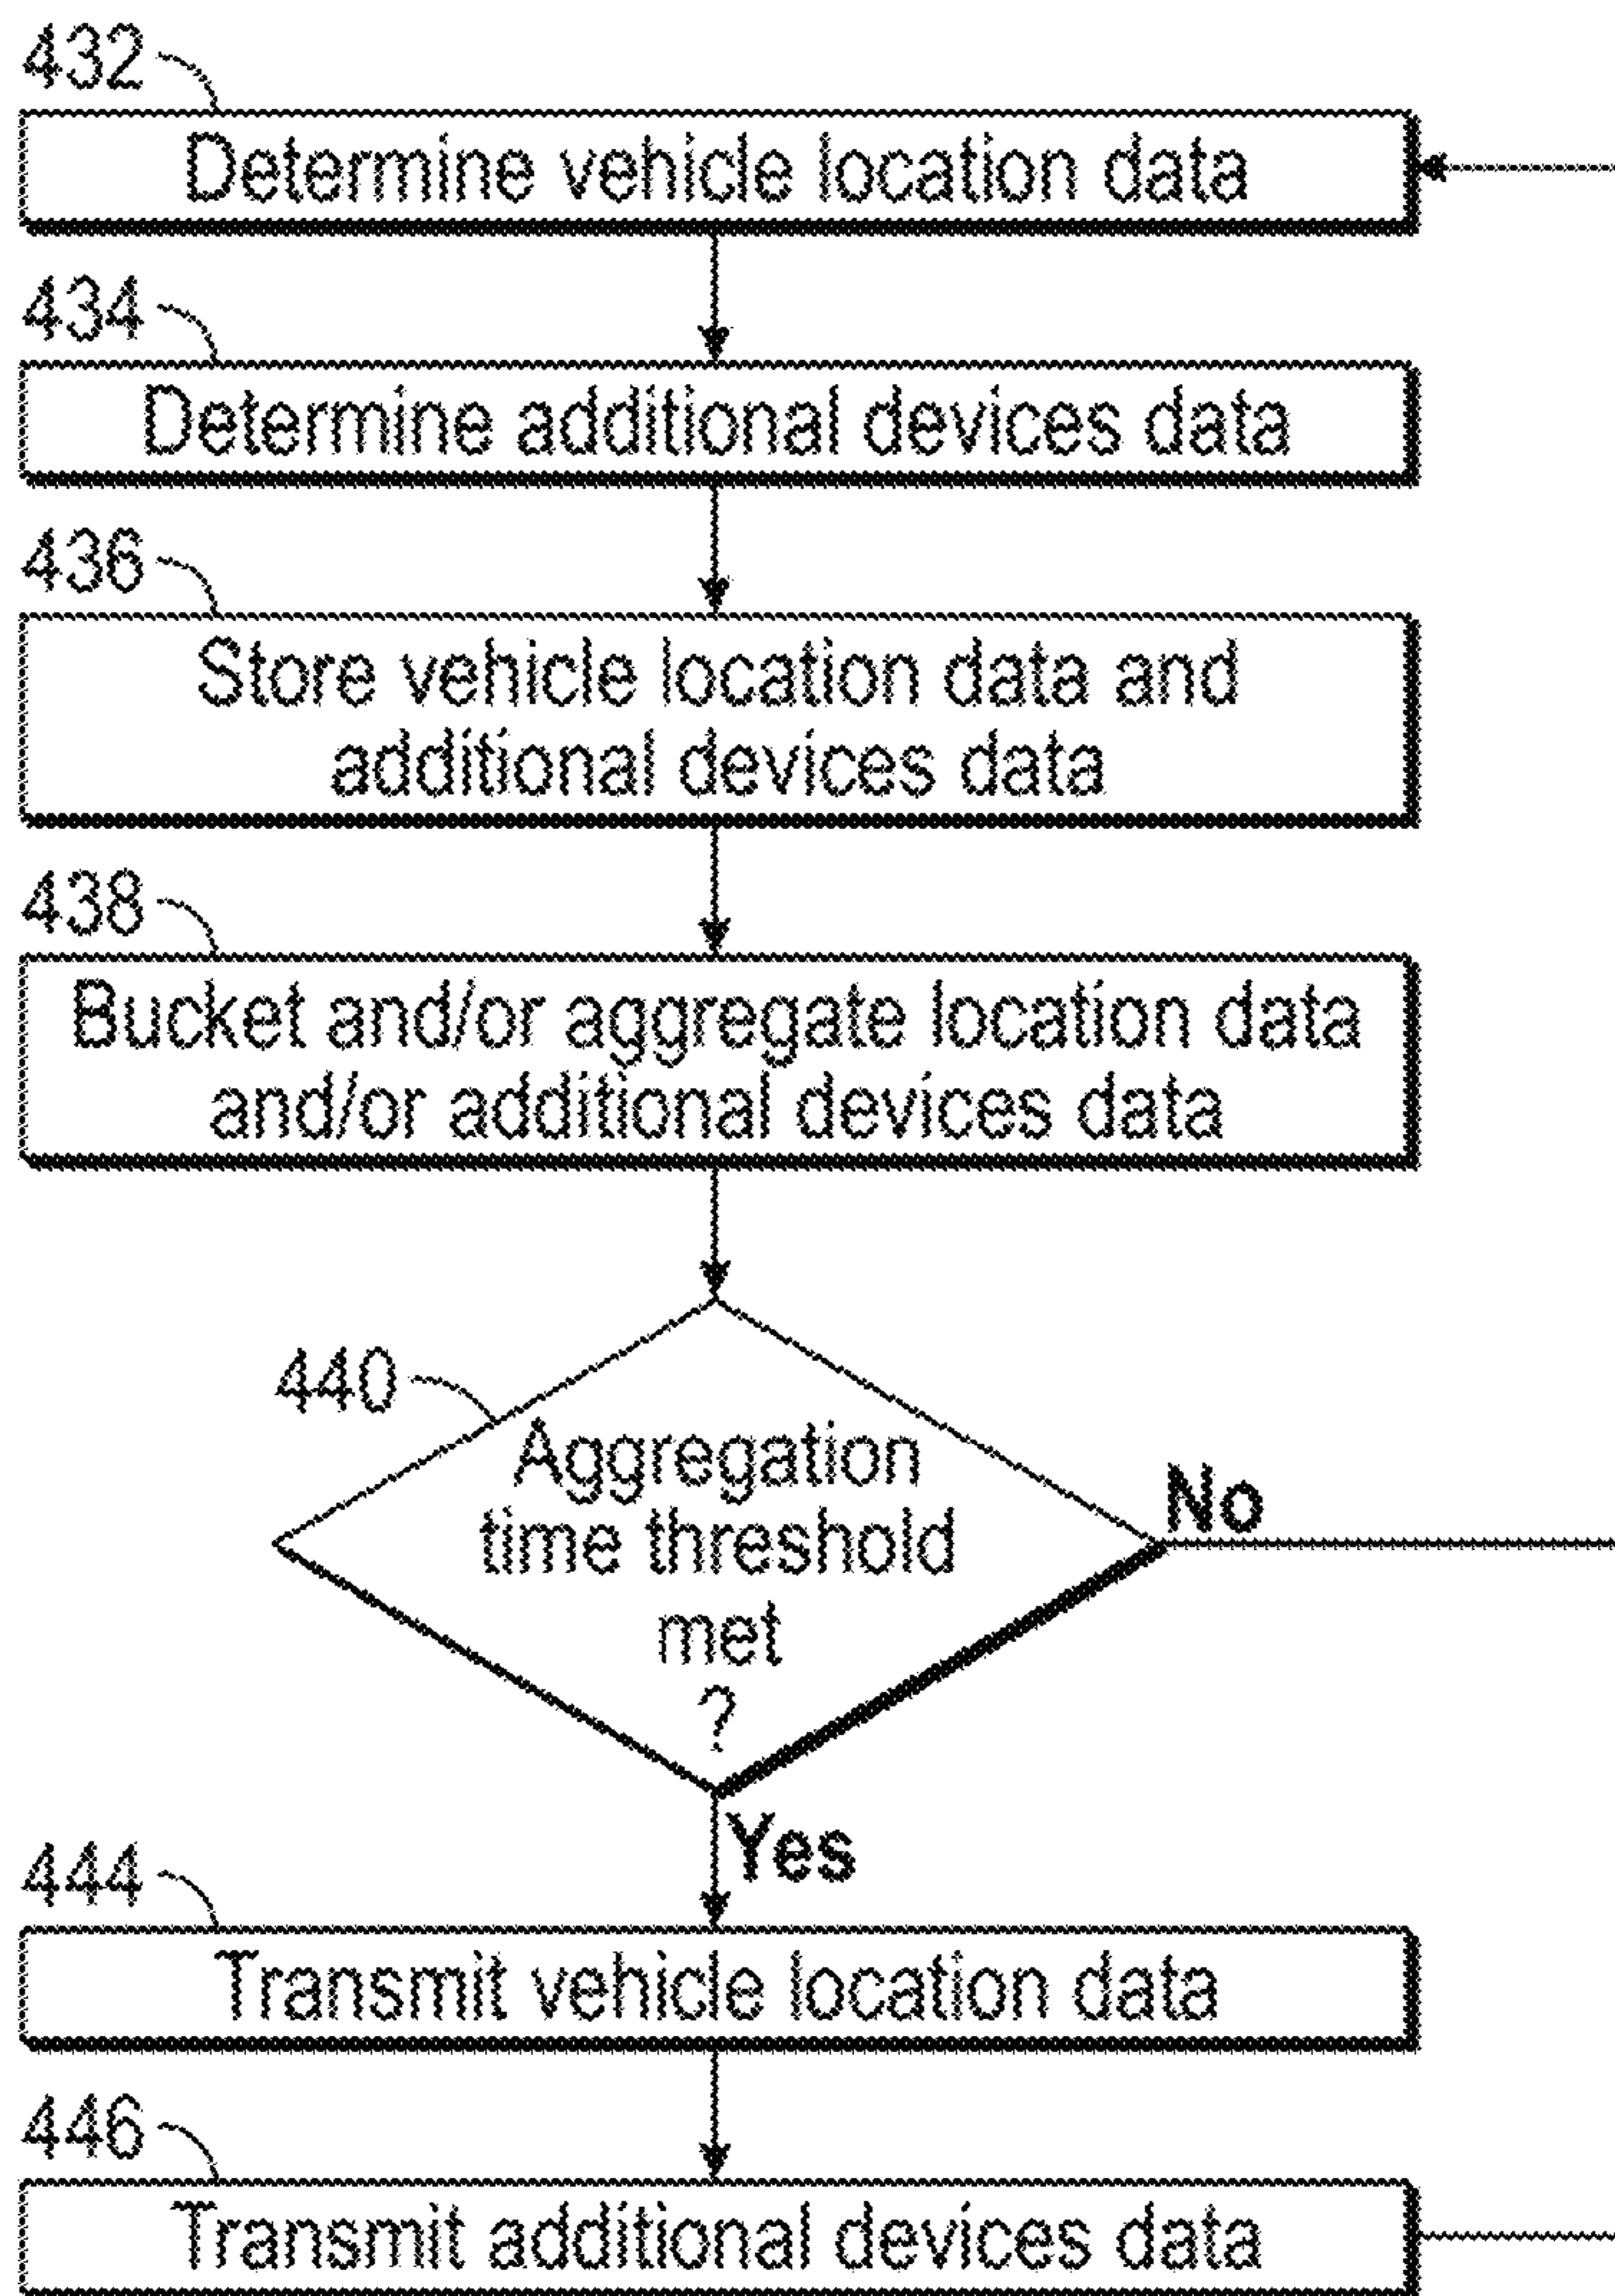 432
Determine vehicle location data
434
Determine additional devices data
436
Store vehicle location data and
additional devices data
438
Bucket and/or aggregate location data
and/or additional devices data
440
Aggregation
time threshold
met
?
No
Yes
444
Transmit vehicle location data
446
Transmit additional devices data